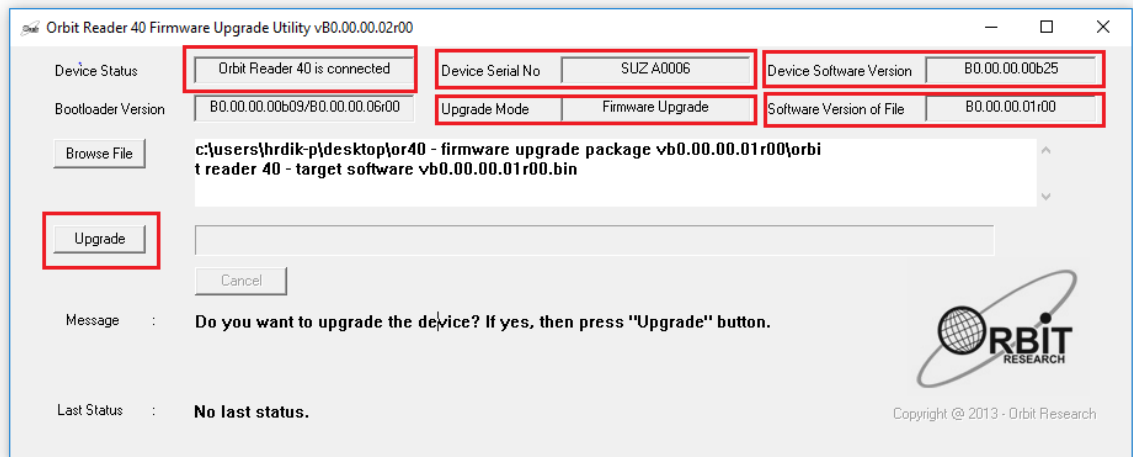 Orbit Reader 40 Firmware Upgrade Utility vB0.00.00.02r00
Device Status Orbit Reader 40 is connected Device Serial No SUZ A0006 Device Software Version B0.00.00.00b25
Bootloader Version B0.00.00.00b09/B0.00.00.06r00 Upgrade Mode Firmware Upgrade Software Version of File B0.00.00.01r00
Browse File c:\users\hrdik-p\desktop\or40 - firmware upgrade package vb0.00.00.01r00\orbi
t reader 40 - target software vb0.00.00.01r00.bin
Upgrade
Cancel
Message : Do you want to upgrade the device? If yes, then press "Upgrade" button.
ORBIT
RESEARCH
Last Status : No last status.
Copyright @ 2013 - Orbit Research